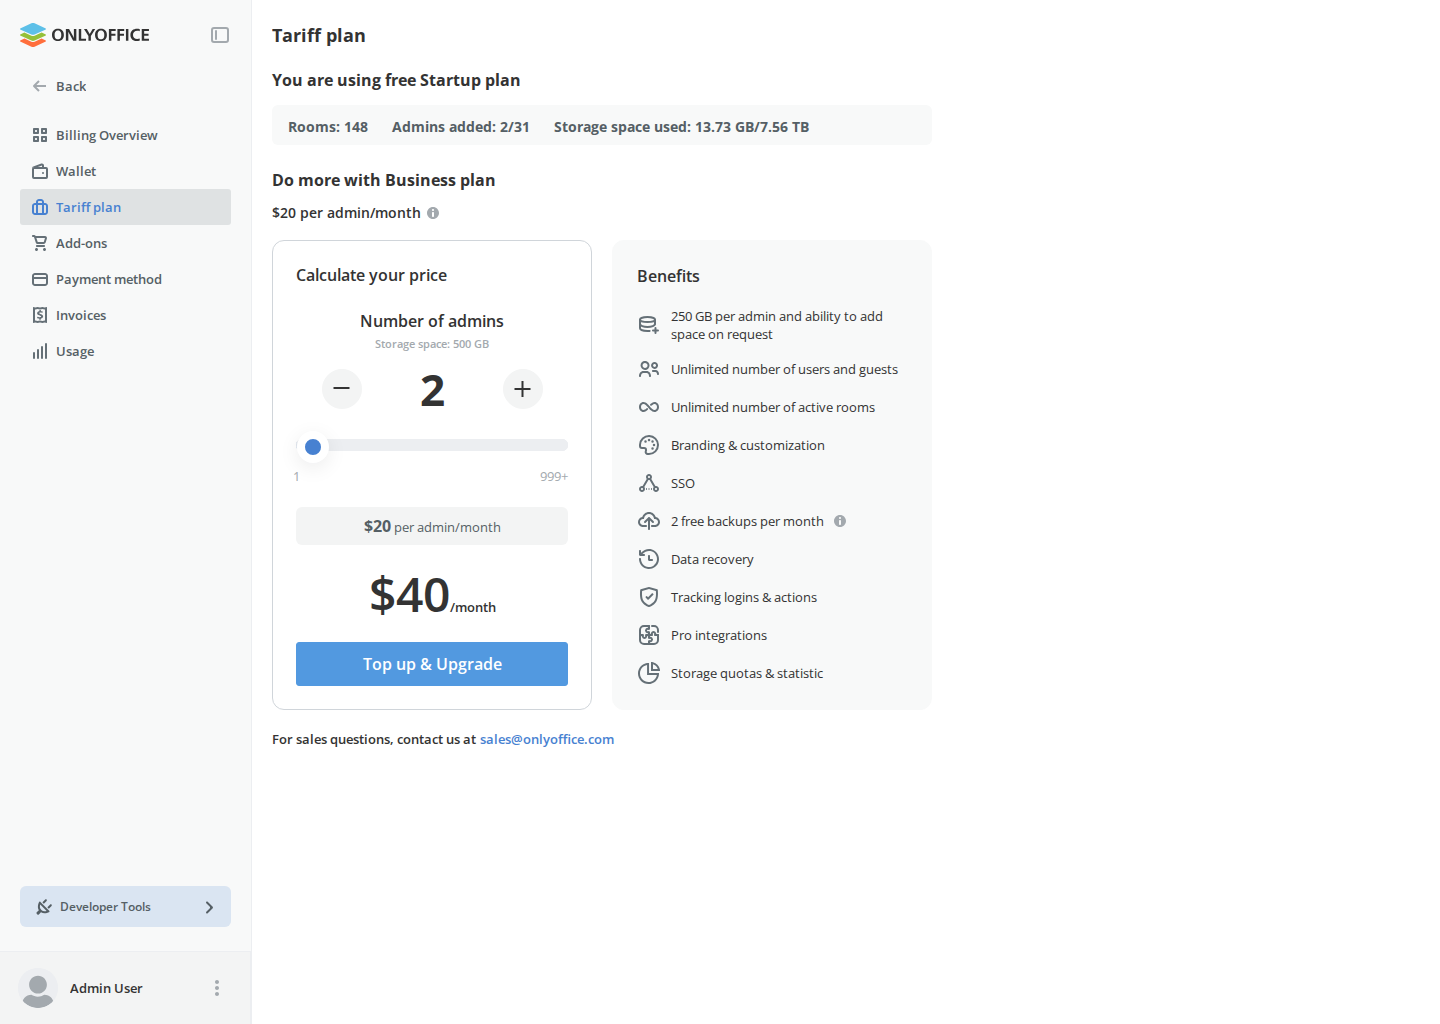 ONLYOFFICE
Back
Billing Overview
Wallet
Tariff plan
Add-ons
Payment method
Invoices
Usage
Developer Tools
Admin User
Tariff plan
You are using free Startup plan
Rooms: 148 Admins added: 2/31 Storage space used: 13.73 GB/7.56 TB
Do more with Business plan
$20 per admin/month
Calculate your price
Number of admins
Storage space: 500 GB
2
1 999+
$20 per admin/month
$40/month
Top up & Upgrade
Benefits
250 GB per admin and ability to add
space on request
Unlimited number of users and guests
Unlimited number of active rooms
Branding & customization
SSO
2 free backups per month
Data recovery
Tracking logins & actions
Pro integrations
Storage quotas & statistic
For sales questions, contact us at sales@onlyoffice.com